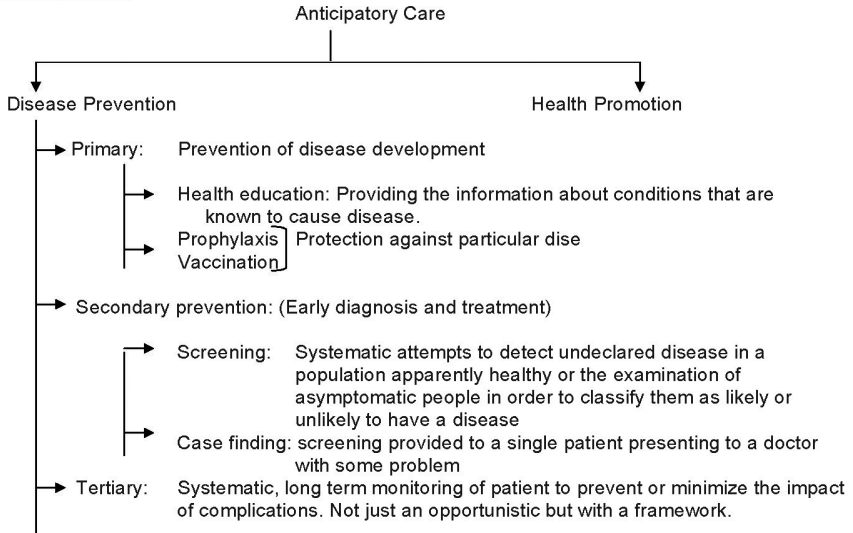 Anticipatory Care
Disease Prevention Health Promotion
Primary: Prevention of disease development
Health education: Providing the information about conditions that are
known to cause disease.
Prophylaxis Protection against particular dise
Vaccination
Secondary prevention: (Early diagnosis and treatment)
Screening: Systematic attempts to detect undeclared disease in a
population apparently healthy or the examination of
asymptomatic people in order to classify them as likely or
unlikely to have a disease
Case finding: screening provided to a single patient presenting to a doctor
with some problem
Tertiary: Systematic, long term monitoring of patient to prevent or minimize the impact
of complications. Not just an opportunistic but with a framework.